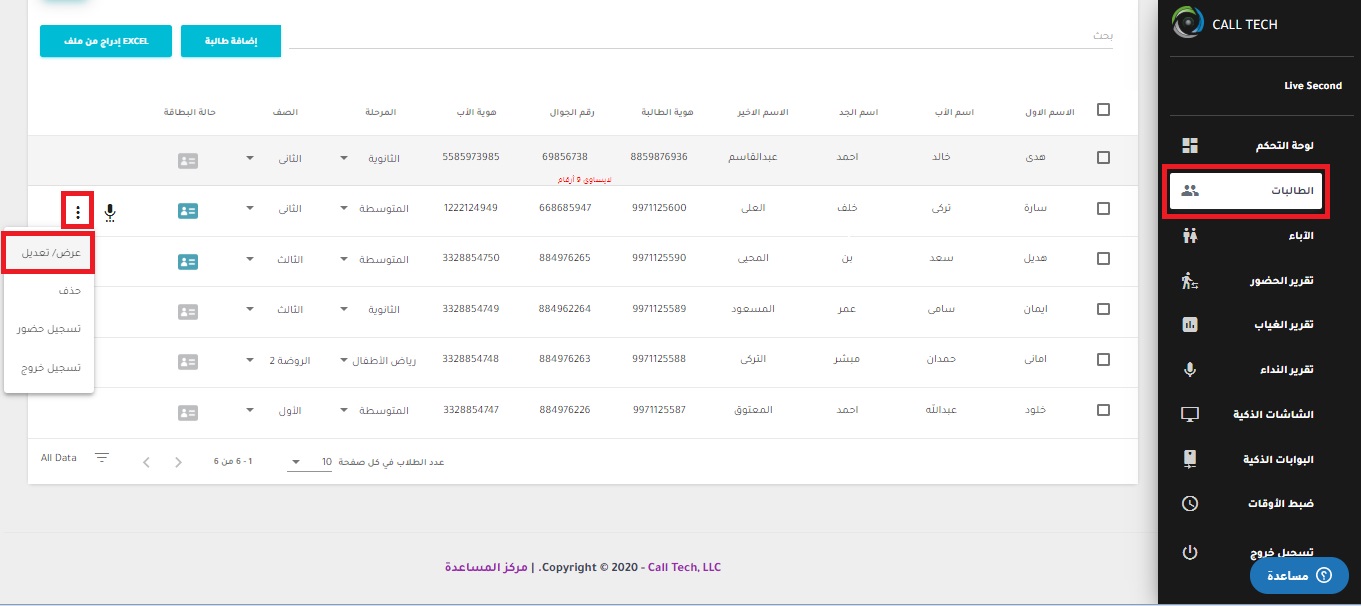 CALL TECH
Live Second
لوحة التحكم
الطالبات
الآباء
تقرير الحضور
تقرير الغياب
تقرير النداء
الشاشات الذكية
البوابات الذكية
ضبط الأوقات
تسجيل خروج
مساعدة
بحث
إضافة طالبة
EXCEL إدراج من ملف
الاسم الاول اسم الأب اسم الجد الاسم الاخير هوية الطالبة رقم الجوال هوية الأب المرحلة الصف حالة البطاقة
هدى خالد احمد عبدالقاسم 8859876936 69856738 5585973985 الثانوية الثاني
لايساوي 9 أرقام
سارة تركي خلف العلي 9971125600 668685947 1222124949 المتوسطة الثاني
هديل سعد بن المحيي 9971125590 884976265 3328854750 المتوسطة الثالث
ايمان سامي عمر المسعود 9971125589 884962264 3328854749 الثانوية الثالث
اماني حمدان مبشر التركي 9971125588 884976263 3328854748 رياض الأطفال الروضة 2
خلود عبدالله احمد المعتوق 9971125587 884976226 3328854747 المتوسطة الأول
عرض/ تعديل
حذف
تسجيل حضور
تسجيل خروج
عدد الطلاب في كل صفحة 10 1 - 6 من 6 All Data
Copyright © 2020 - Call Tech, LLC. | مركز المساعدة